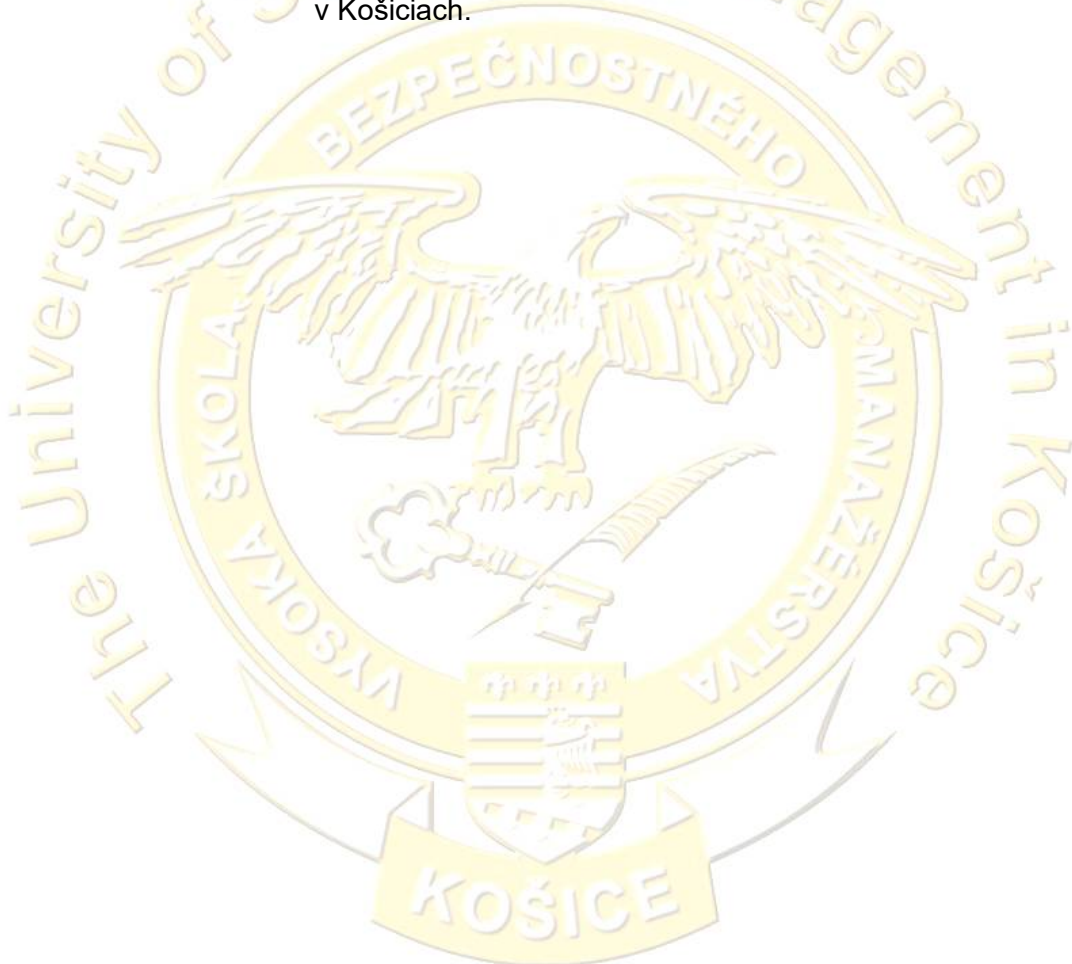 v Košiciach.
The University of S agement in Košice
VYSOKÁ ŠKOLA BEZPEČNOSTNÉHO MANAŽÉRSTVA
KOŠICE